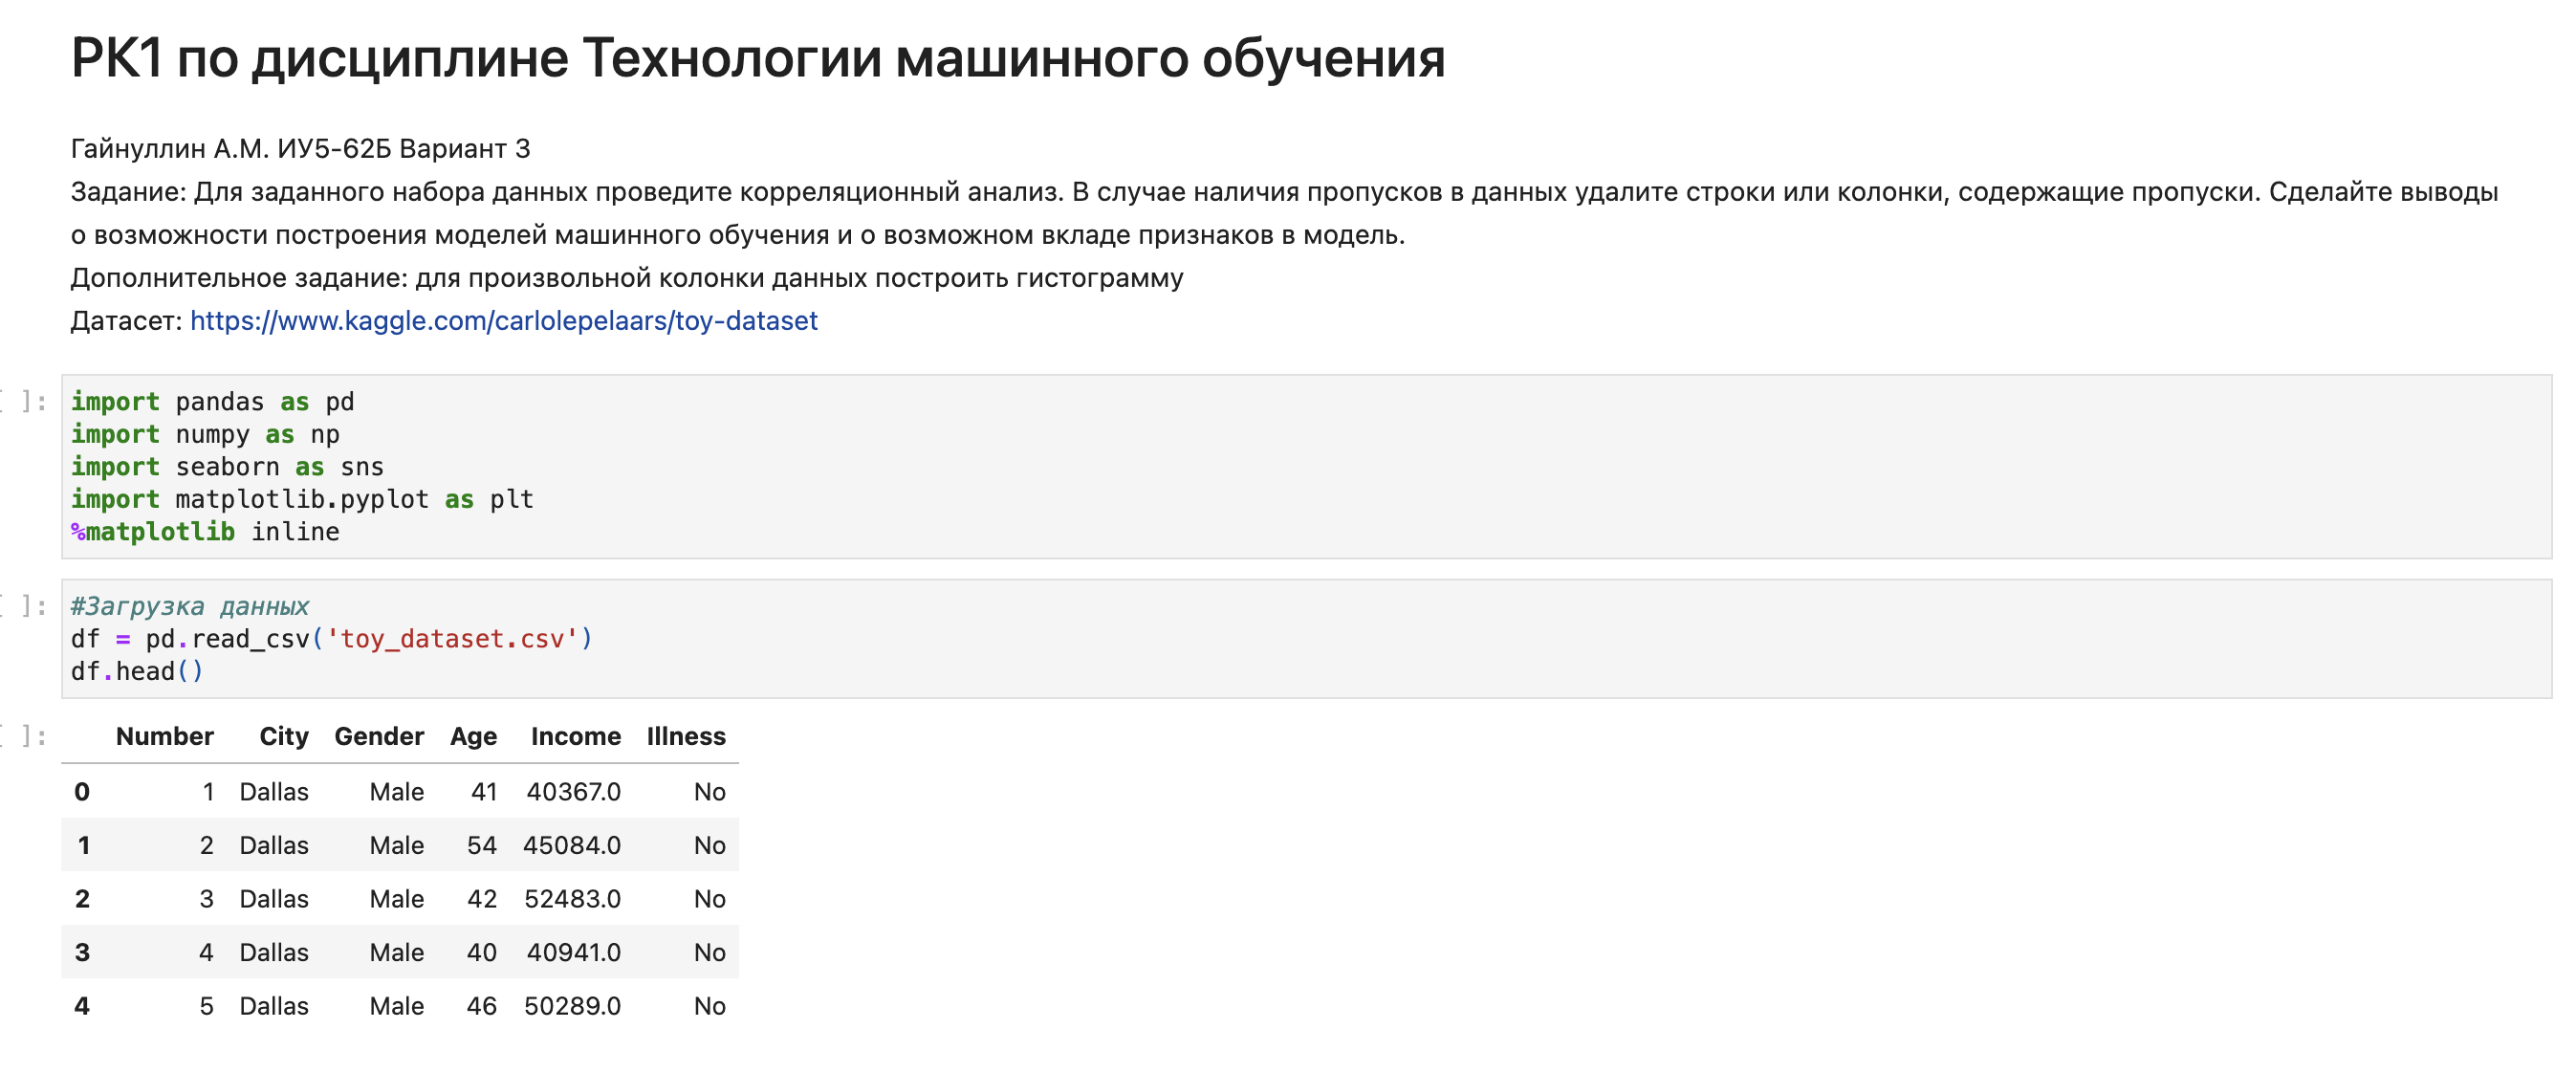 РК1 по дисциплине Технологии машинного обучения
Гайнуллин А.М. ИУ5-62Б Вариант 3
Задание: Для заданного набора данных проведите корреляционный анализ. В случае наличия пропусков в данных удалите строки или колонки, содержащие пропуски. Сделайте выводы
о возможности построения моделей машинного обучения и о возможном вкладе признаков в модель.
Дополнительное задание: для произвольной колонки данных построить гистограмму
Датасет: https://www.kaggle.com/carlolepelaars/toy-dataset
[ ]:
import pandas as pd
import numpy as np
import seaborn as sns
import matplotlib.pyplot as plt
%matplotlib inline
[ ]:
#Загрузка данных
df = pd.read_csv('toy_dataset.csv')
df.head()
[ ]:
Number City Gender Age Income Illness
0 1 Dallas Male 41 40367.0 No
1 2 Dallas Male 54 45084.0 No
2 3 Dallas Male 42 52483.0 No
3 4 Dallas Male 40 40941.0 No
4 5 Dallas Male 46 50289.0 No